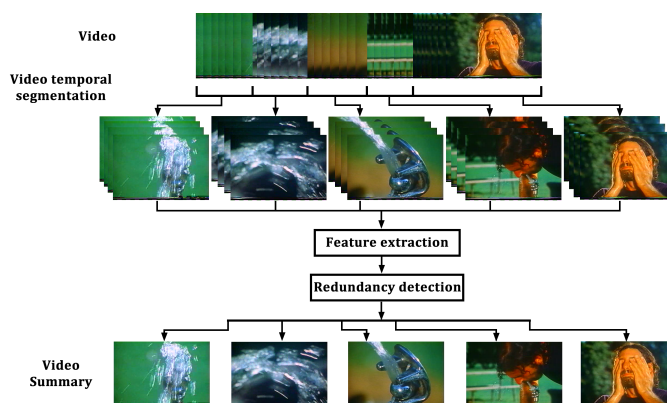 Video
Video temporal
segmentation
Feature extraction
Redundancy detection
Video
Summary